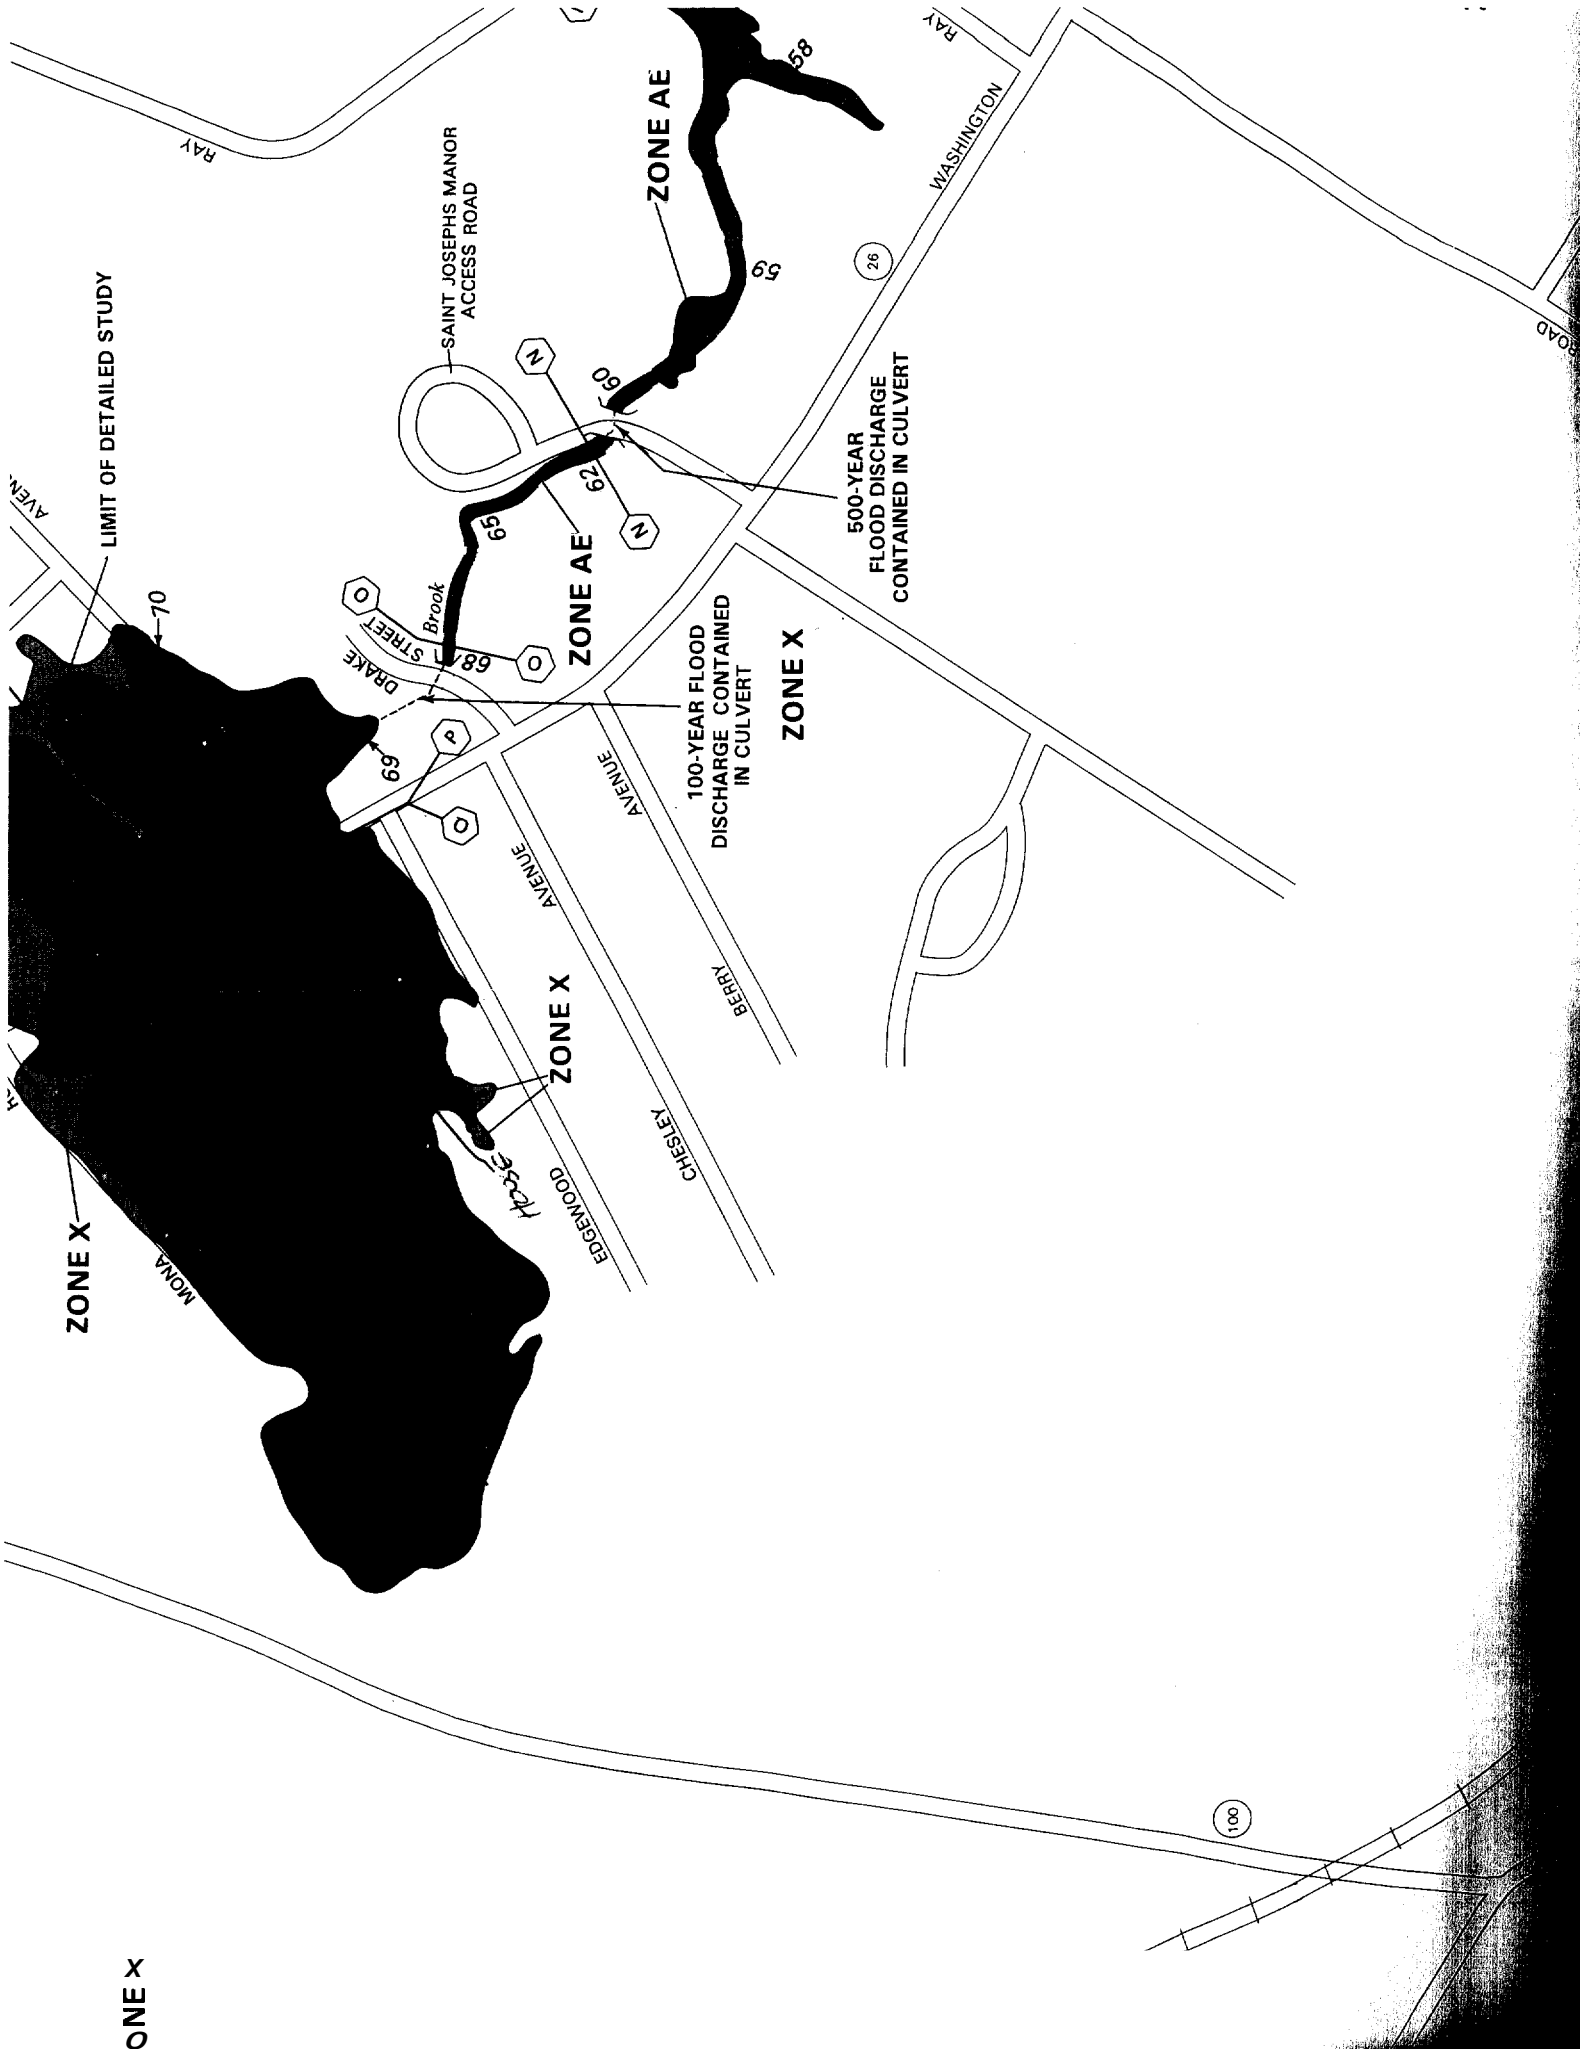 RAY
RAY
58
ZONE AE
WASHINGTON
SAINT JOSEPHS MANOR
ACCESS ROAD
59
26
LIMIT OF DETAILED STUDY
ROAD
N
60
500-YEAR
FLOOD DISCHARGE
CONTAINED IN CULVERT
62
N
65
AVEN
ZONE AE
Brook
O
STREET
70
68
O
DRAKE
100-YEAR FLOOD
DISCHARGE CONTAINED
IN CULVERT
ZONE X
P
69
AVENUE
AVENUE
BERRY
ZONE X
CHESLEY
HOUSE
EDGEWOOD
ZONE X
MONA
100
ONE X